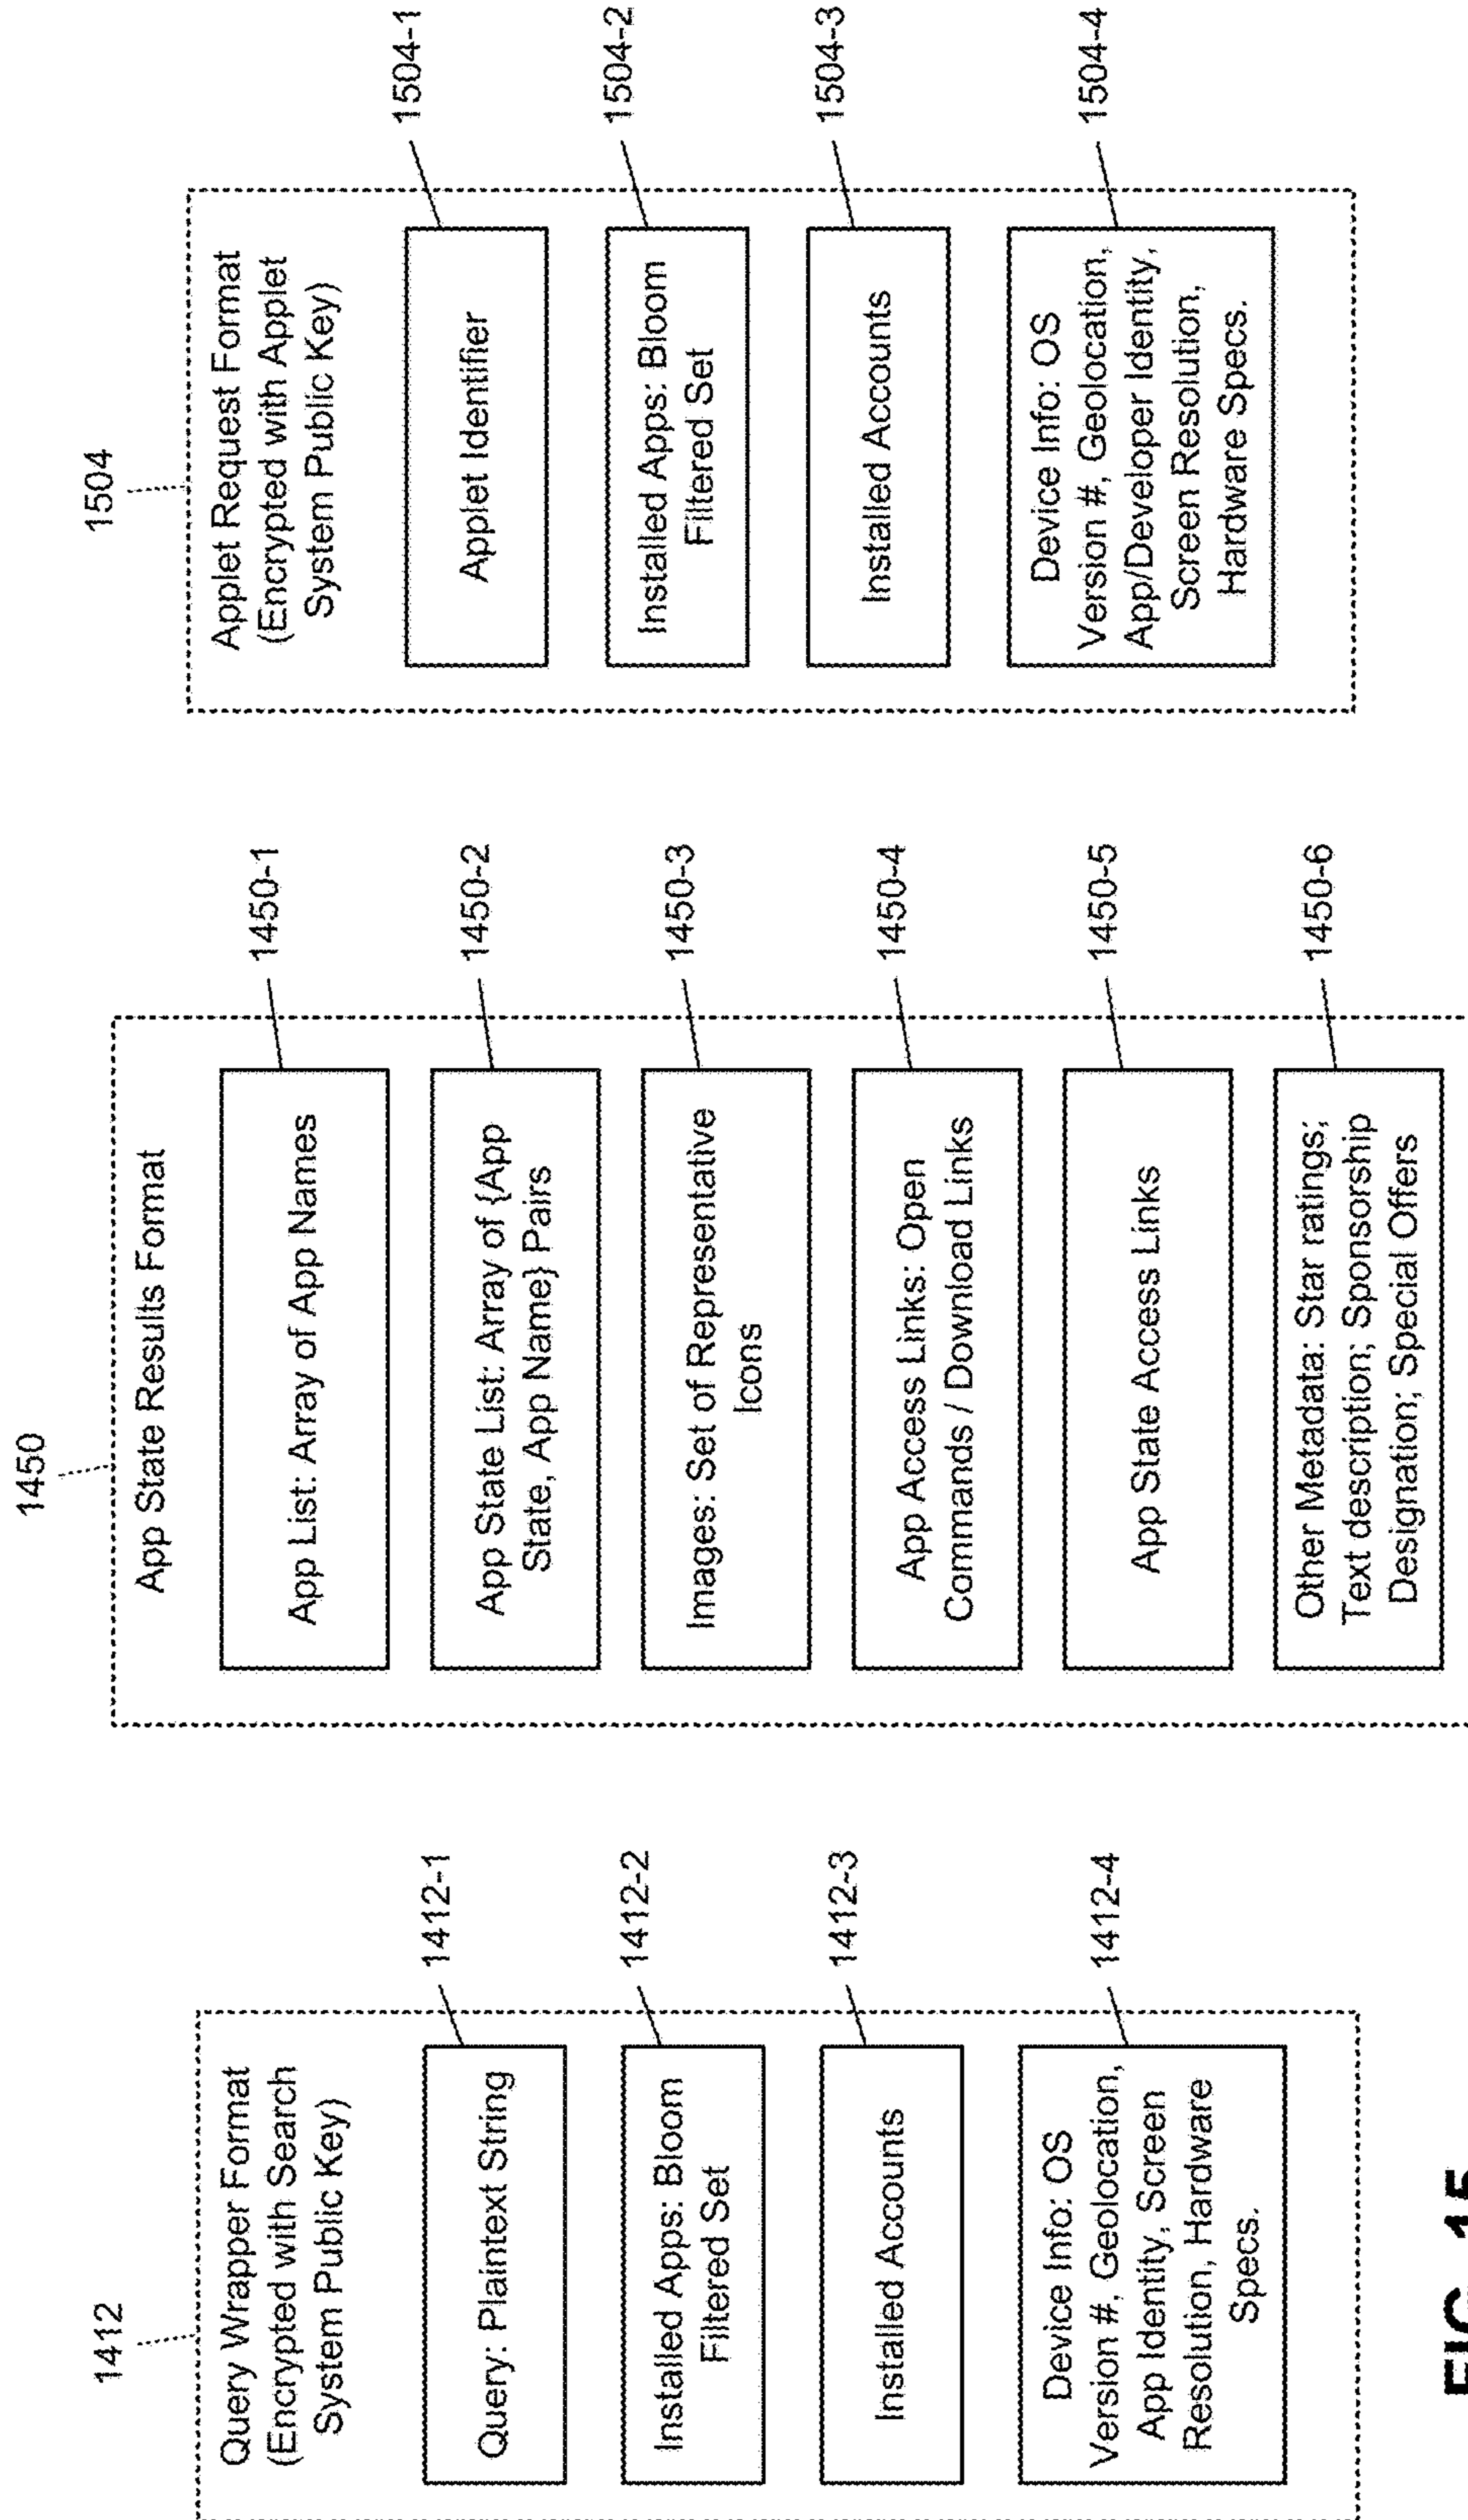 1412
Query Wrapper Format
(Encrypted with Search
System Public Key)
Query: Plaintext String
1412-1
Installed Apps: Bloom
Filtered Set
1412-2
Installed Accounts
1412-3
Device Info: OS
Version #, Geolocation,
App Identity, Screen
Resolution, Hardware
Specs.
1412-4
1450
App State Results Format
App List: Array of App Names
1450-1
App State List: Array of {App
State, App Name} Pairs
1450-2
Images: Set of Representative
Icons
1450-3
App Access Links: Open
Commands / Download Links
1450-4
App State Access Links
1450-5
Other Metadata: Star ratings;
Text description; Sponsorship
Designation; Special Offers
1450-6
1504
Applet Request Format
(Encrypted with Applet
System Public Key)
Applet Identifier
1504-1
Installed Apps: Bloom
Filtered Set
1504-2
Installed Accounts
1504-3
Device Info: OS
Version #, Geolocation,
App/Developer Identity,
Screen Resolution,
Hardware Specs.
1504-4
FIG. 15